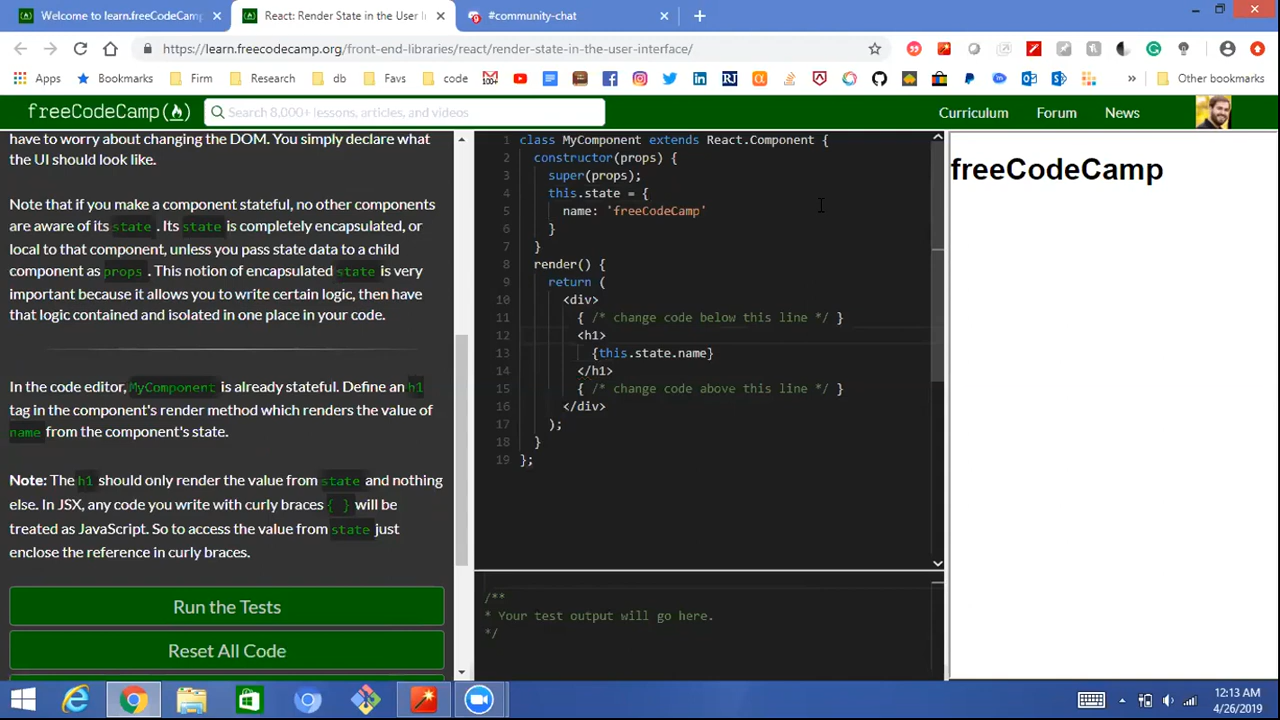 Welcome to learn.freeCodeCamp
React: Render State in the User I
#community-chat
https://learn.freecodecamp.org/front-end-libraries/react/render-state-in-the-user-interface/
Apps
Bookmarks
Firm
Research
db
Favs
code
100+
Other bookmarks
freeCodeCamp
Search 8,000+ lessons, articles, and videos
Curriculum
Forum
News
have to worry about changing the DOM. You simply declare what
the UI should look like.
Note that if you make a component stateful, no other components
are aware of its state . Its state is completely encapsulated, or
local to that component, unless you pass state data to a child
component as props . This notion of encapsulated state is very
important because it allows you to write certain logic, then have
that logic contained and isolated in one place in your code.
In the code editor, MyComponent is already stateful. Define an h1
tag in the component's render method which renders the value of
name from the component's state.
Note: The h1 should only render the value from state and nothing
else. In JSX, any code you write with curly braces { } will be
treated as JavaScript. So to access the value from state just
enclose the reference in curly braces.
Run the Tests
Reset All Code
1 class MyComponent extends React.Component {
2 constructor(props) {
3 super(props);
4 this.state = {
5 name: 'freeCodeCamp'
6 }
7 }
8 render() {
9 return (
10 <div>
11 { /* change code below this line */ }
12 <h1>
13 {this.state.name}
14 </h1>
15 { /* change code above this line */ }
16 </div>
17 );
18 }
19 };
/**
* Your test output will go here.
*/
freeCodeCamp
12:13 AM
4/26/2019